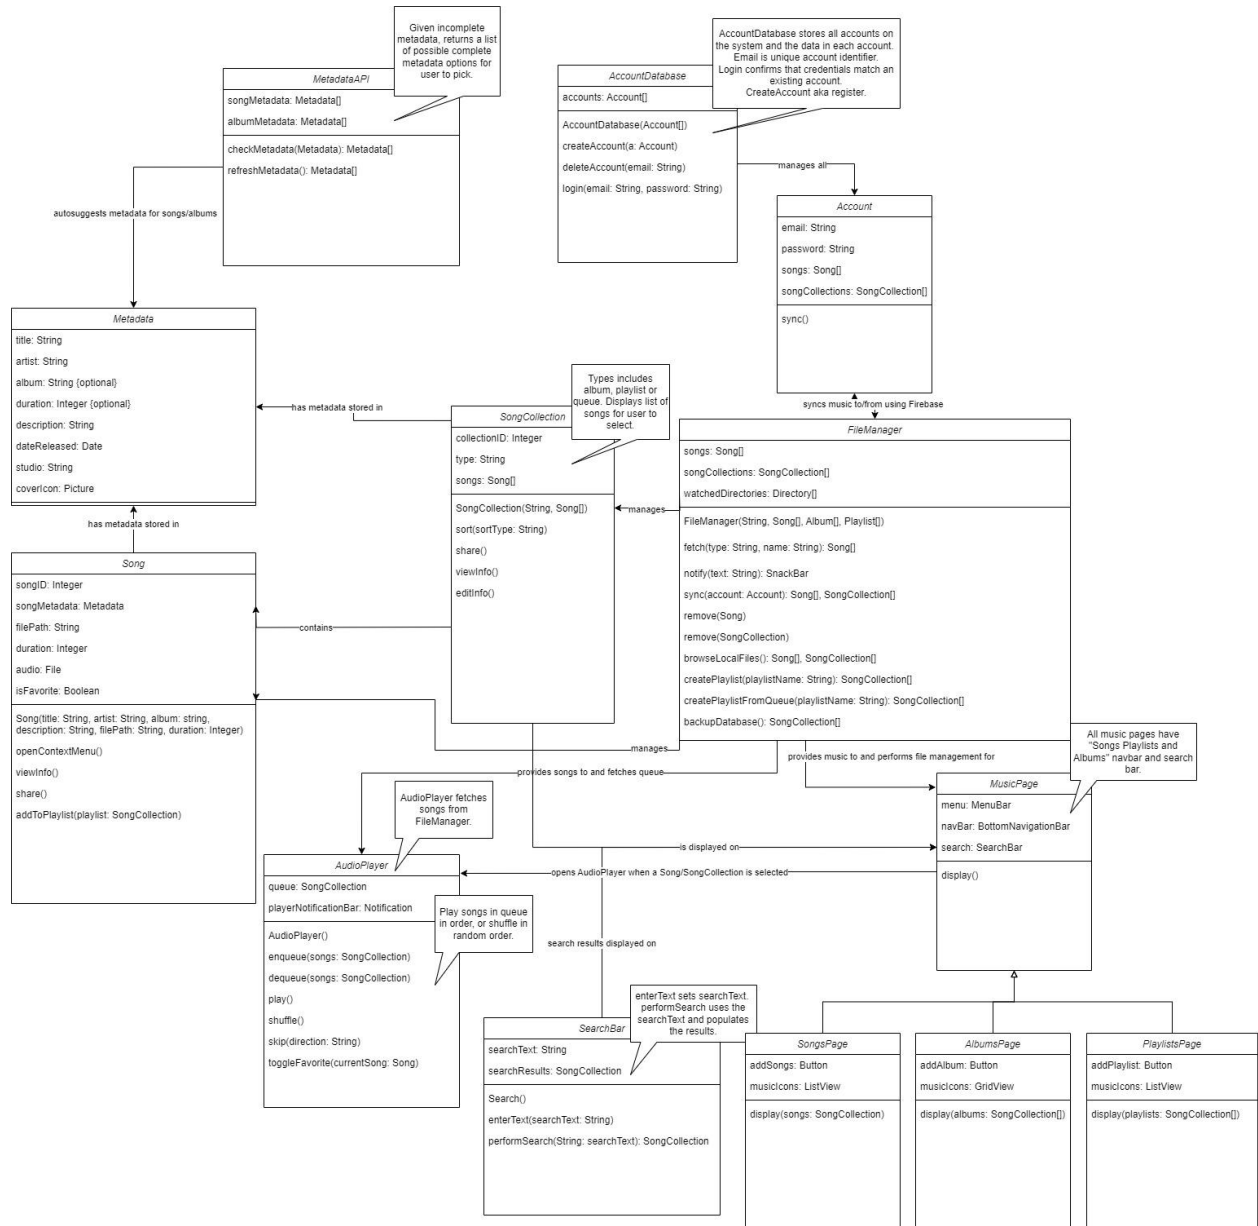 Given incomplete
metadata, returns a list
of possible complete
metadata options for
user to pick.
MetadataAPI
songMetadata: Metadata[]
albumMetadata: Metadata[]
checkMetadata(Metadata): Metadata[]
refreshMetadata(): Metadata[]
AccountDatabase stores all accounts on
the system and the data in each account.
Email is unique account identifier.
Login confirms that credentials match an
existing account.
CreateAccount aka register.
AccountDatabase
accounts: Account[]
AccountDatabase(Account[])
createAccount(a: Account)
deleteAccount(email: String)
login(email: String, password: String)
manages all
Account
email: String
password: String
songs: Song[]
songCollections: SongCollection[]
sync()
autosuggests metadata for songs/albums
Metadata
title: String
artist: String
album: String {optional}
duration: Integer {optional}
description: String
dateReleased: Date
studio: String
coverIcon: Picture
has metadata stored in
has metadata stored in
Types includes
album, playlist or
queue. Displays list of
songs for user to
select.
SongCollection
collectionID: Integer
type: String
songs: Song[]
SongCollection(String, Song[])
sort(sortType: String)
share()
viewInfo()
editInfo()
syncs music to/from using Firebase
FileManager
songs: Song[]
songCollections: SongCollection[]
watchedDirectories: Directory[]
FileManager(String, Song[], Album[], Playlist[])
fetch(type: String, name: String): Song[]
notify(text: String): SnackBar
sync(account: Account): Song[], SongCollection[]
remove(Song)
remove(SongCollection)
browseLocalFiles(): Song[], SongCollection[]
createPlaylist(playlistName: String): SongCollection[]
createPlaylistFromQueue(playlistName: String): SongCollection[]
backupDatabase(): SongCollection[]
manages
Song
songID: Integer
songMetadata: Metadata
filePath: String
duration: Integer
audio: File
isFavorite: Boolean
Song(title: String, artist: String, album: string,
description: String, filePath: String, duration: Integer)
openContextMenu()
viewInfo()
share()
addToPlaylist(playlist: SongCollection)
contains
manages
provides songs to and fetches queue
provides music to and performs file management for
All music pages have
"Songs Playlists and
Albums" navbar and search
bar.
MusicPage
menu: MenuBar
navBar: BottomNavigationBar
search: SearchBar
display()
AudioPlayer fetches
songs from
FileManager.
AudioPlayer
queue: SongCollection
playerNotificationBar: Notification
AudioPlayer()
enqueue(songs: SongCollection)
dequeue(songs: SongCollection)
play()
shuffle()
skip(direction: String)
toggleFavorite(currentSong: Song)
Play songs in queue
in order, or shuffle in
random order.
is displayed on
opens AudioPlayer when a Song/SongCollection is selected
search results displayed on
enterText sets searchText.
performSearch uses the
searchText and populates
the results.
SearchBar
searchText: String
searchResults: SongCollection
Search()
enterText(searchText: String)
performSearch(String: searchText): SongCollection
SongsPage
addSongs: Button
musicIcons: ListView
display(songs: SongCollection)
AlbumsPage
addAlbum: Button
musicIcons: GridView
display(albums: SongCollection[])
PlaylistsPage
addPlaylist: Button
musicIcons: ListView
display(playlists: SongCollection[])